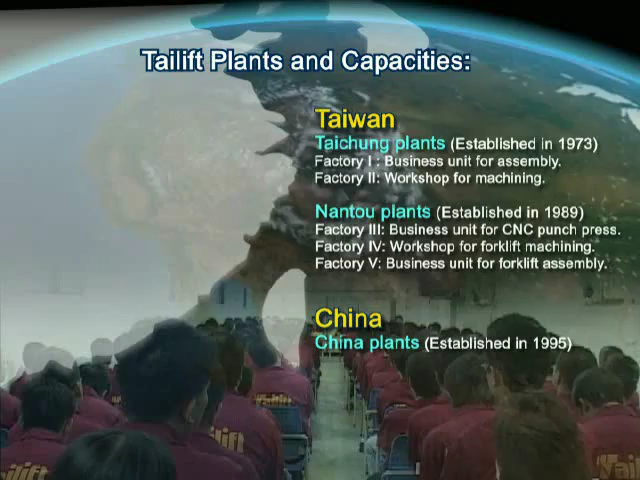 Tailift Plants and Capacities:
Taiwan
Taichung plants (Established in 1973)
Factory I : Business unit for assembly.
Factory II: Workshop for machining.
Nantou plants (Established in 1989)
Factory III: Business unit for CNC punch press.
Factory IV: Workshop for forklift machining.
Factory V: Business unit for forklift assembly.
China
China plants (Established in 1995)